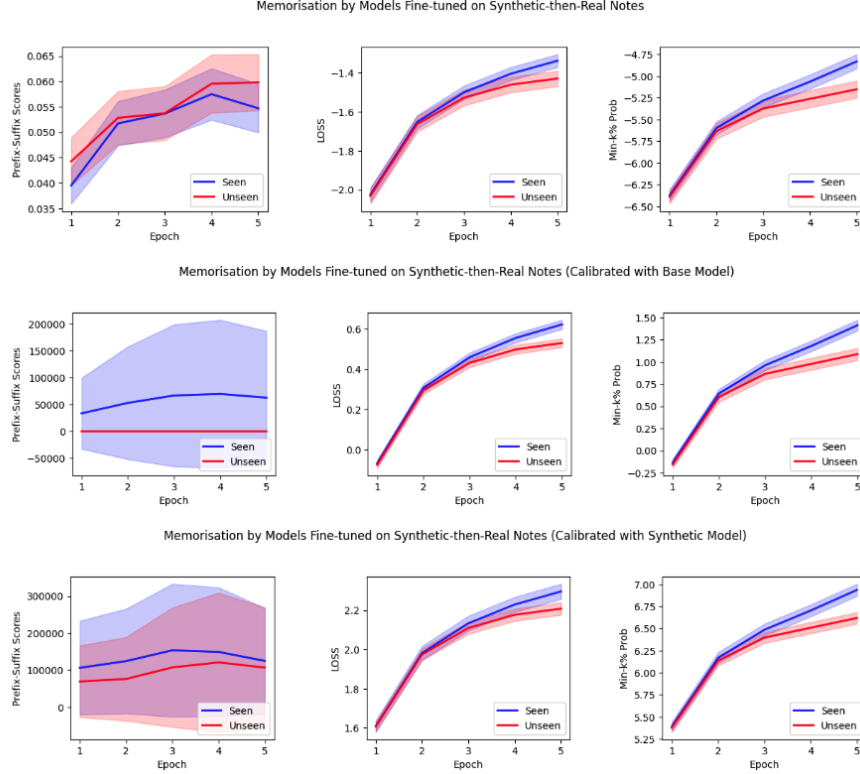 Memorisation by Models Fine-tuned on Synthetic-then-Real Notes
0.065
0.060
0.055
0.050
0.045
0.040
0.035
Prefix-Suffix Scores
1 2 3 4 5
Epoch
Seen
Unseen
−1.4
−1.6
−1.8
−2.0
LOSS
1 2 3 4 5
Epoch
Seen
Unseen
−4.75
−5.00
−5.25
−5.50
−5.75
−6.00
−6.25
−6.50
Min-k% Prob
1 2 3 4 5
Epoch
Seen
Unseen
Memorisation by Models Fine-tuned on Synthetic-then-Real Notes (Calibrated with Base Model)
200000
150000
100000
50000
0
−50000
Prefix-Suffix Scores
1 2 3 4 5
Epoch
Seen
Unseen
0.6
0.4
0.2
0.0
LOSS
1 2 3 4 5
Epoch
Seen
Unseen
1.50
1.25
1.00
0.75
0.50
0.25
0.00
−0.25
Min-k% Prob
1 2 3 4 5
Epoch
Seen
Unseen
Memorisation by Models Fine-tuned on Synthetic-then-Real Notes (Calibrated with Synthetic Model)
300000
200000
100000
0
Prefix-Suffix Scores
1 2 3 4 5
Epoch
Seen
Unseen
2.2
2.0
1.8
1.6
LOSS
1 2 3 4 5
Epoch
Seen
Unseen
7.00
6.75
6.50
6.25
6.00
5.75
5.50
5.25
Min-k% Prob
1 2 3 4 5
Epoch
Seen
Unseen